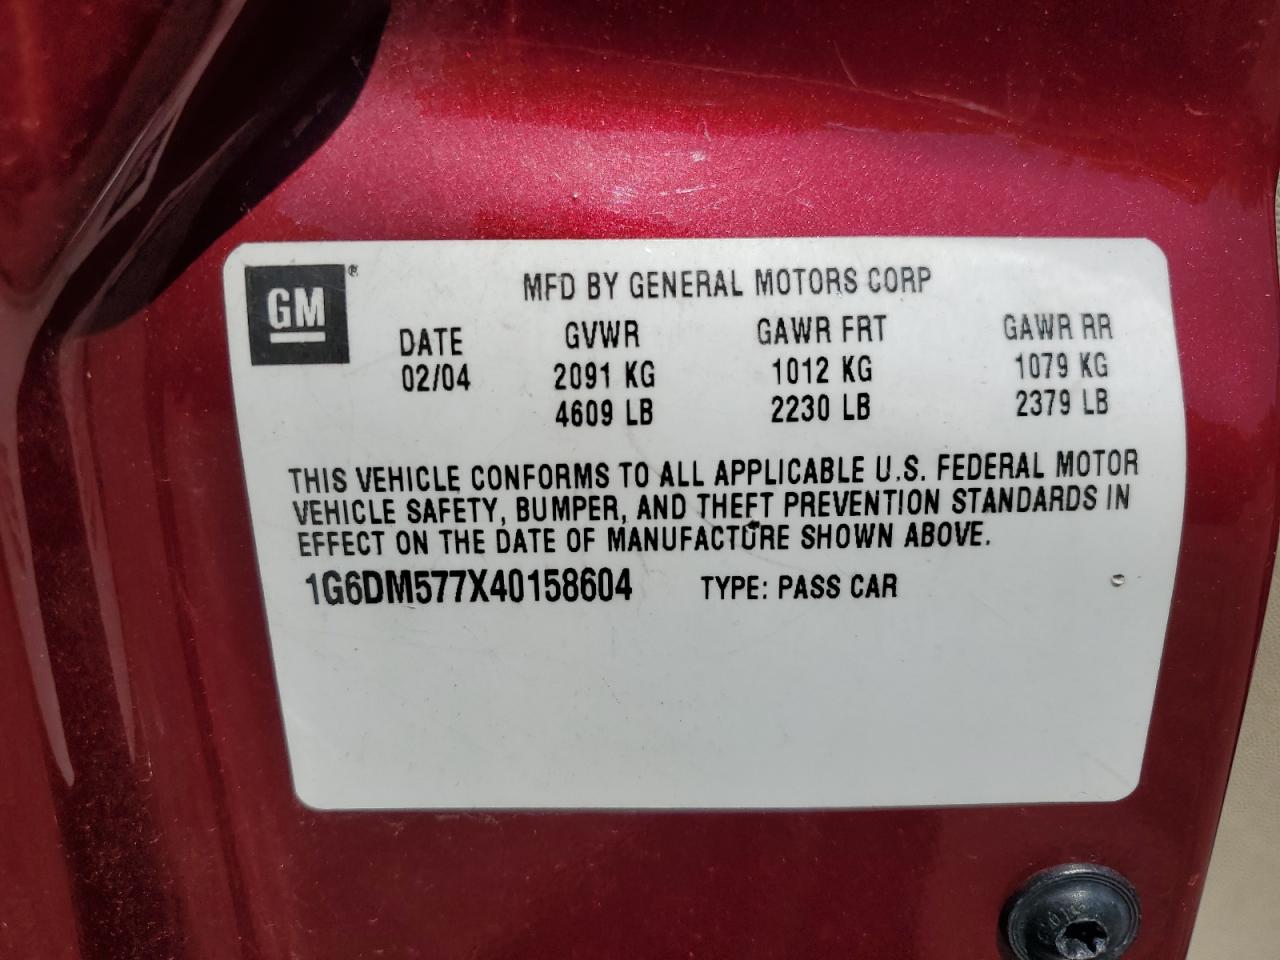 GM®
MFD BY GENERAL MOTORS CORP
DATE GVWR GAWR FRT GAWR RR
02/04 2091 KG 1012 KG 1079 KG
4609 LB 2230 LB 2379 LB
THIS VEHICLE CONFORMS TO ALL APPLICABLE U.S. FEDERAL MOTOR
VEHICLE SAFETY, BUMPER, AND THEFT PREVENTION STANDARDS IN
EFFECT ON THE DATE OF MANUFACTURE SHOWN ABOVE.
1G6DM577X40158604 TYPE: PASS CAR